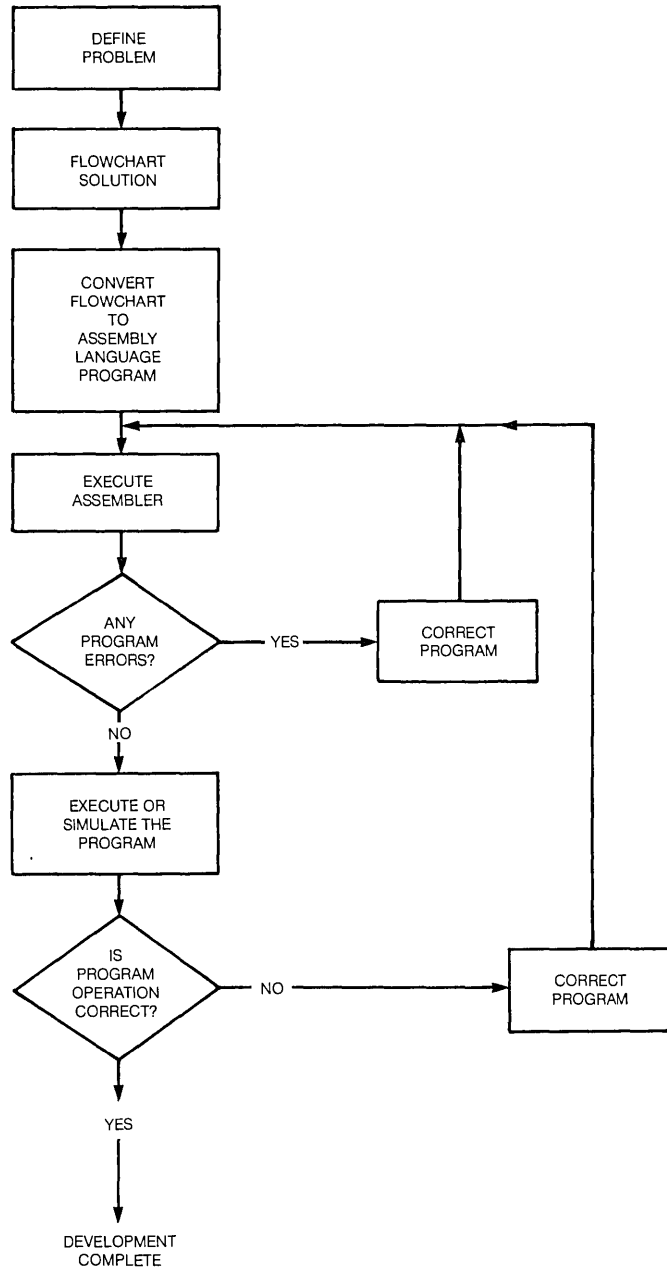 DEFINE
PROBLEM
FLOWCHART
SOLUTION
CONVERT
FLOWCHART
TO
ASSEMBLY
LANGUAGE
PROGRAM
EXECUTE
ASSEMBLER
ANY
PROGRAM
ERRORS?
YES
CORRECT
PROGRAM
NO
EXECUTE OR
SIMULATE THE
PROGRAM
IS
PROGRAM
OPERATION
CORRECT?
NO
CORRECT
PROGRAM
YES
DEVELOPMENT
COMPLETE